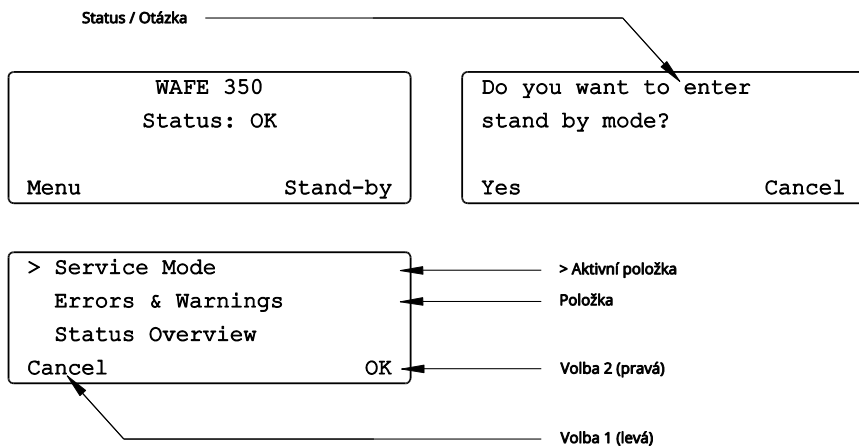 Status / Otázka
WAFE 350
Status: OK
Menu Stand-by
Do you want to enter
stand by mode?
Yes Cancel
> Service Mode
Errors & Warnings
Status Overview
Cancel OK
> Aktivní položka
Položka
Volba 2 (pravá)
Volba 1 (levá)